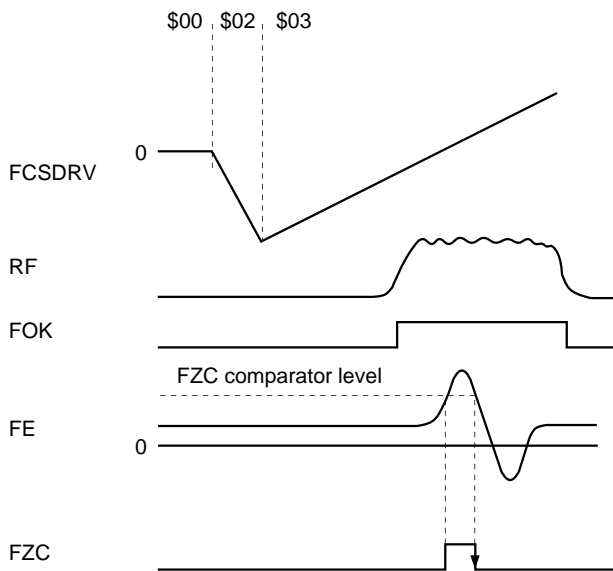 $00 $02 $03
0
FCSDRV
RF
FOK
FZC comparator level
FE
0
FZC